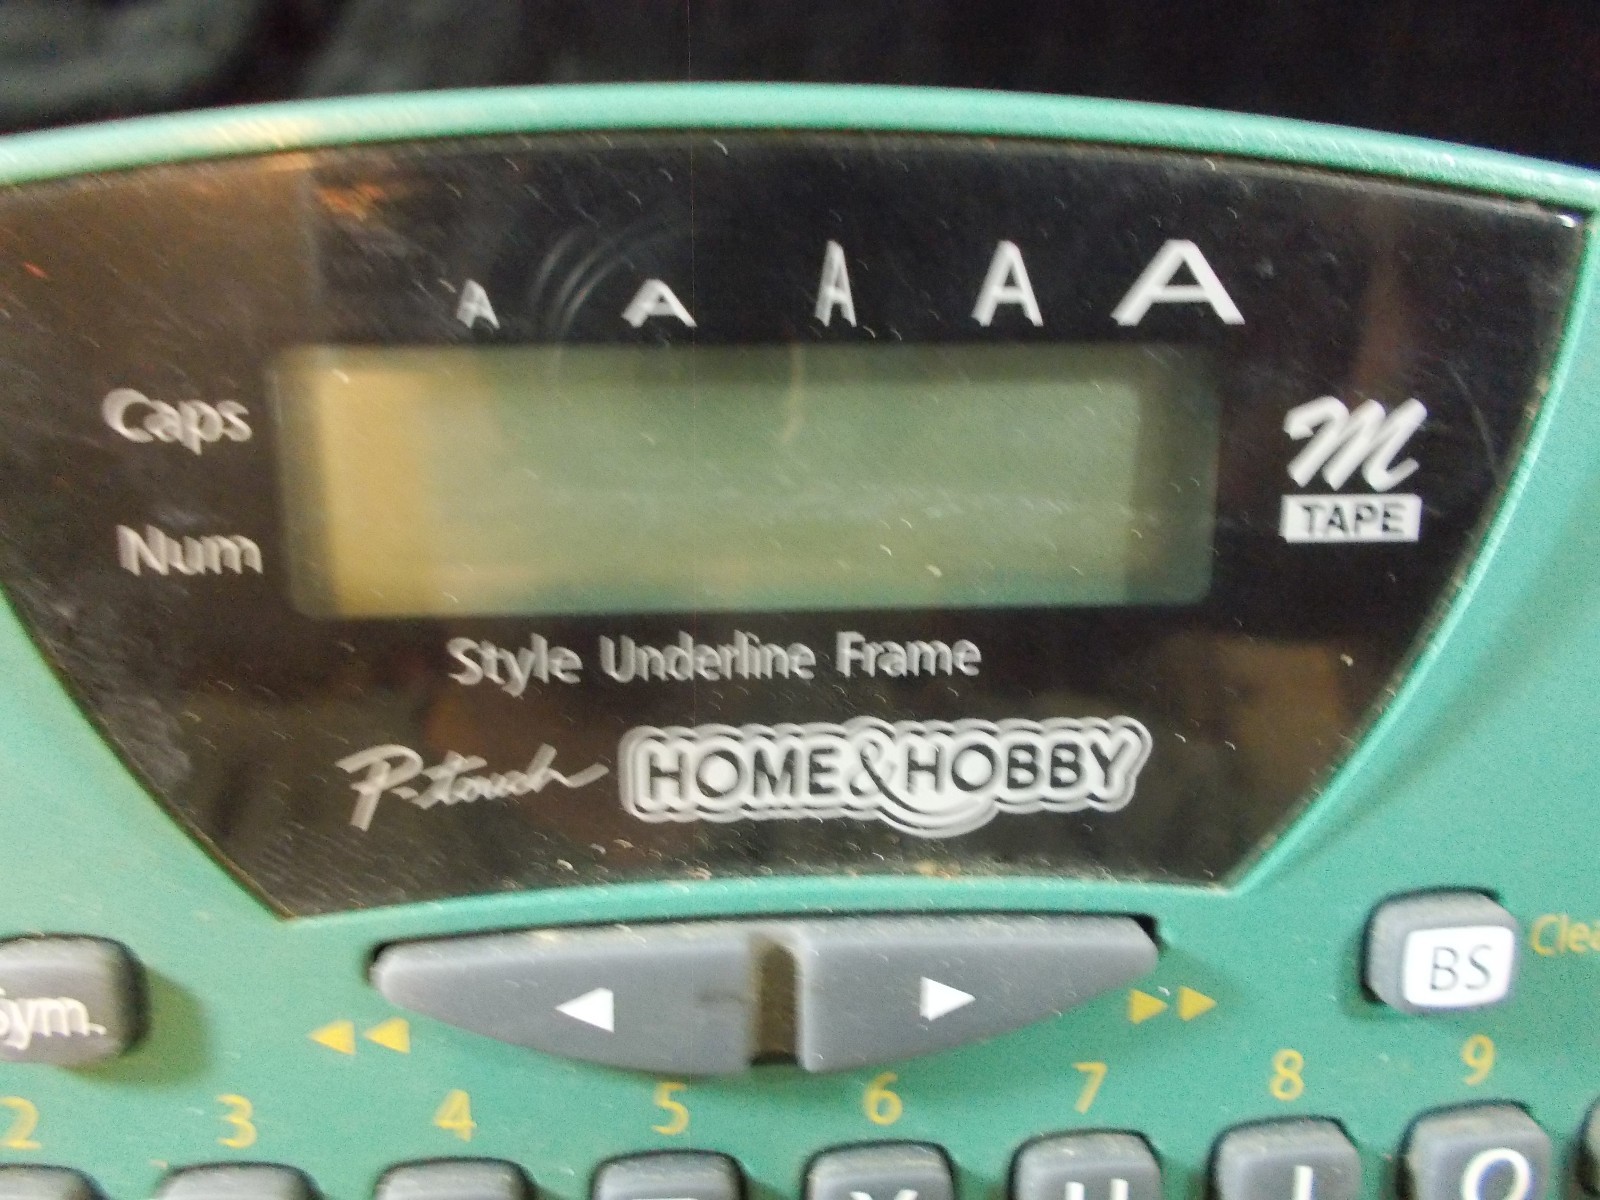 A A A A A
Caps
M
TAPE
Num
Style Underline Frame
P-touch HOME&HOBBY
Sym.
BS
2 3 4 5 6 7 8 9
Y U I O